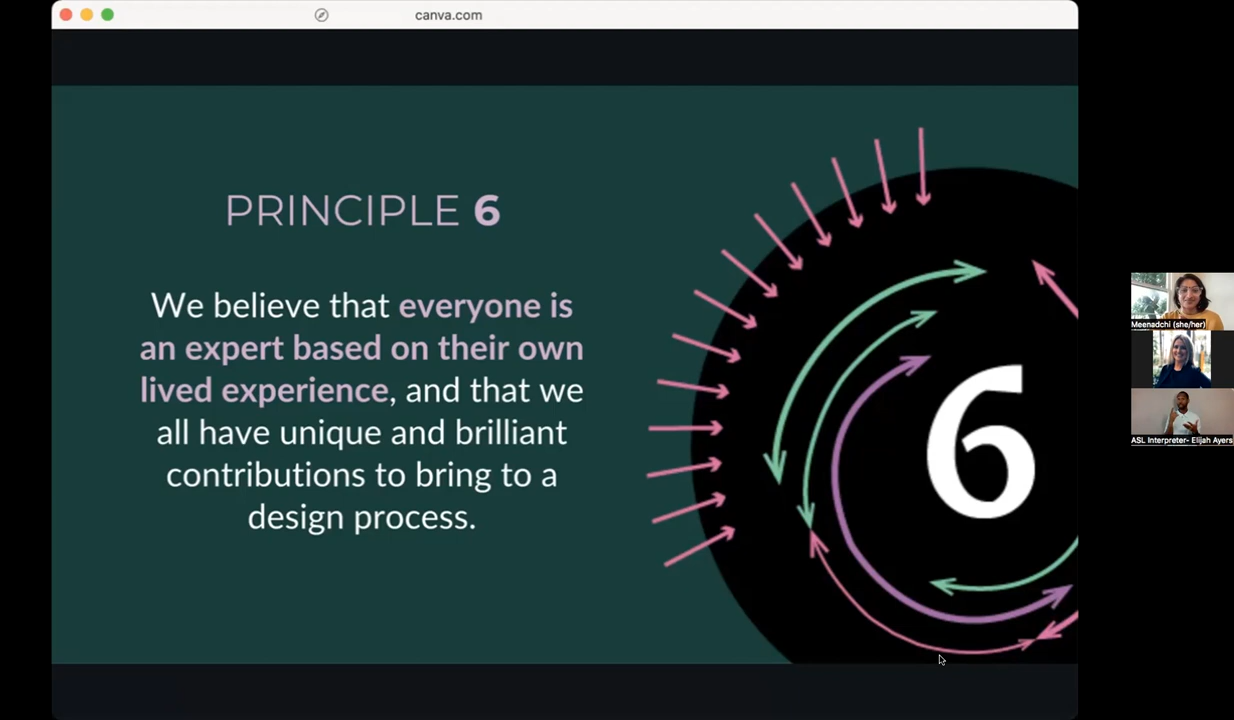 canva.com
PRINCIPLE 6
We believe that everyone is
an expert based on their own
lived experience, and that we
all have unique and brilliant
contributions to bring to a
design process.
6
Meenadchi (she/her)
ASL Interpreter- Elijah Ayers